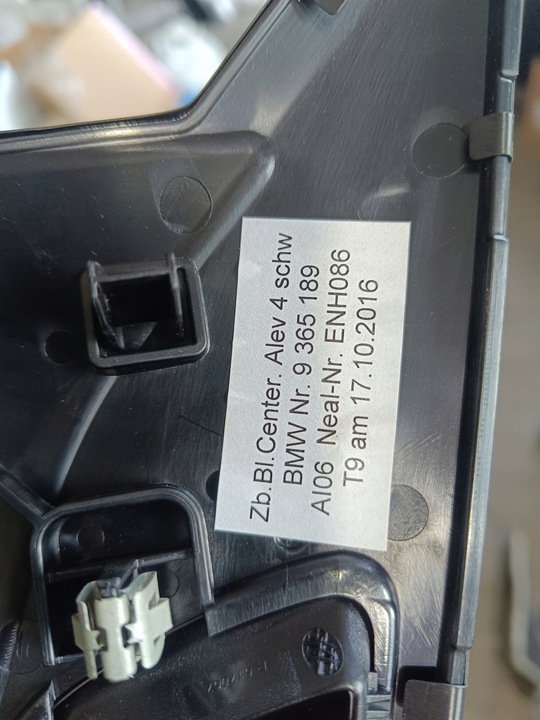 Zb.Bl.Center. Alev 4 schw
BMW Nr. 9 365 189
AI06 Neal-Nr. ENH086
T9 am 17.10.2016